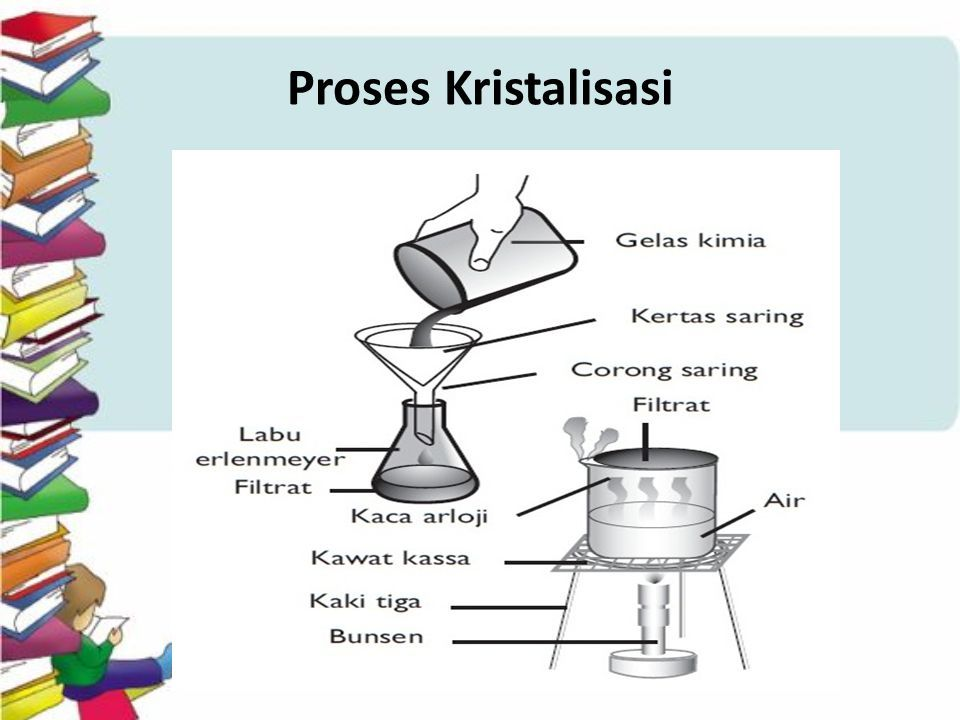 Proses Kristalisasi
Gelas kimia
Kertas saring
Corong saring
Filtrat
Labu
erlenmeyer
Filtrat
Kaca arloji
Air
Kawat kassa
Kaki tiga
Bunsen